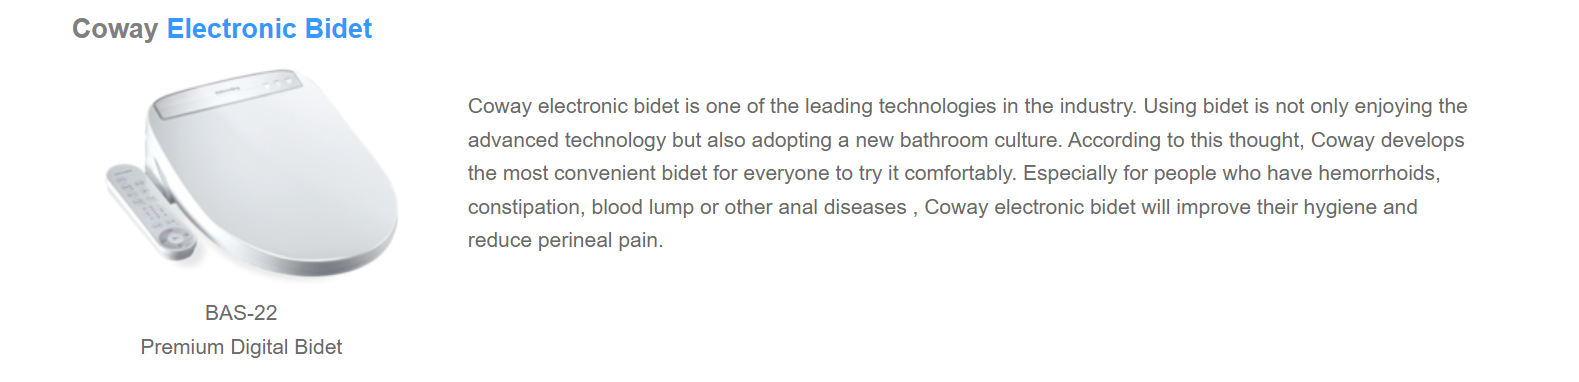 Coway Electronic Bidet
Coway electronic bidet is one of the leading technologies in the industry. Using bidet is not only enjoying the
advanced technology but also adopting a new bathroom culture. According to this thought, Coway develops
the most convenient bidet for everyone to try it comfortably. Especially for people who have hemorrhoids,
constipation, blood lump or other anal diseases , Coway electronic bidet will improve their hygiene and
reduce perineal pain.
BAS-22
Premium Digital Bidet